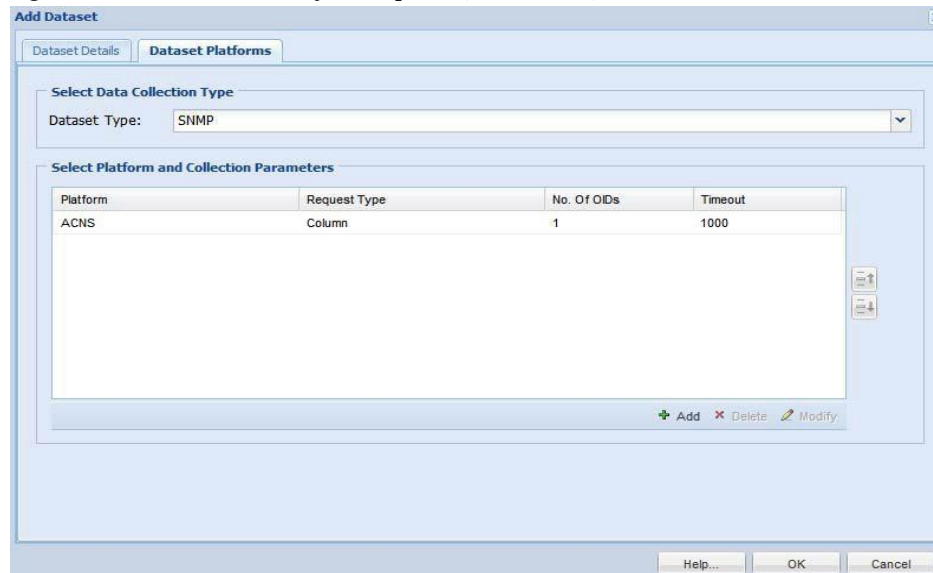 Add Dataset
Dataset Details Dataset Platforms
Select Data Collection Type
Dataset Type: SNMP
Select Platform and Collection Parameters
Platform Request Type No. Of OIDs Timeout
ACNS Column 1 1000
Add Delete Modify
Help... OK Cancel